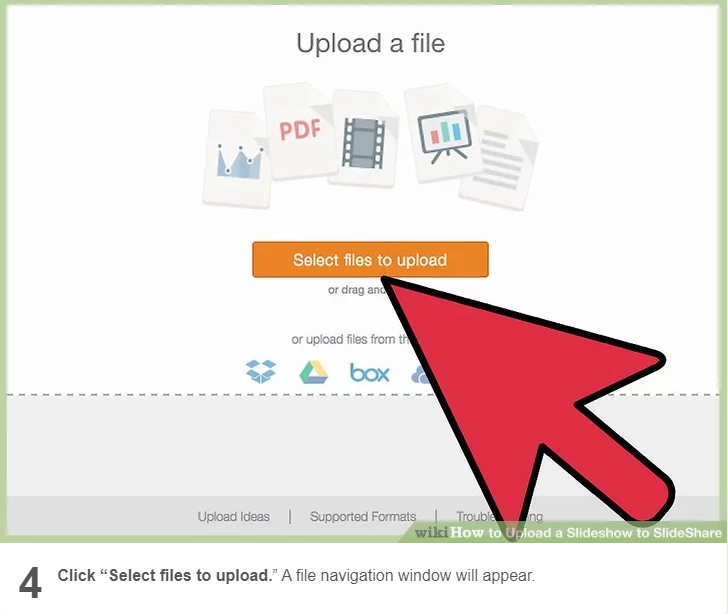 Upload a file
PDF
Select files to upload
or drag and
or upload files from
box
Upload Ideas | Supported Formats | Trouble ng
wikiHow to Upload a Slideshow to SlideShare
4 Click “Select files to upload.” A file navigation window will appear.